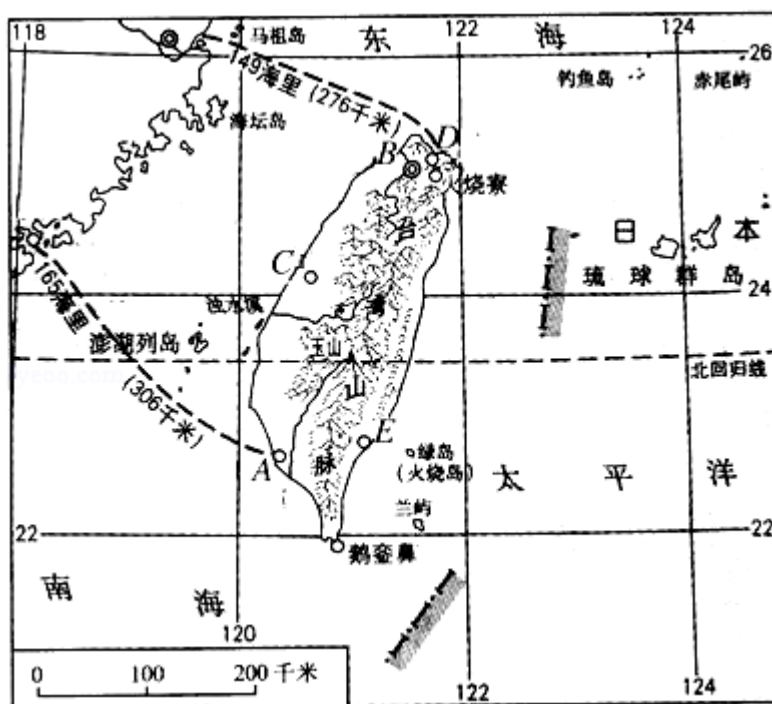 118
122
124
马祖岛
东 海
26
149海里 (276千米)
钓鱼岛
赤尾屿
海坛岛
D
B
火烧寮
台
日 本
C
琉球群岛
165海里
浊水溪
湾
24
澎湖列岛
玉山
北回归线
(306千米)
山
E
绿岛
(火烧岛)
A
脉
太平洋
兰屿
22
22
鹅銮鼻
南 海
120
0 100 200 千米
122
124